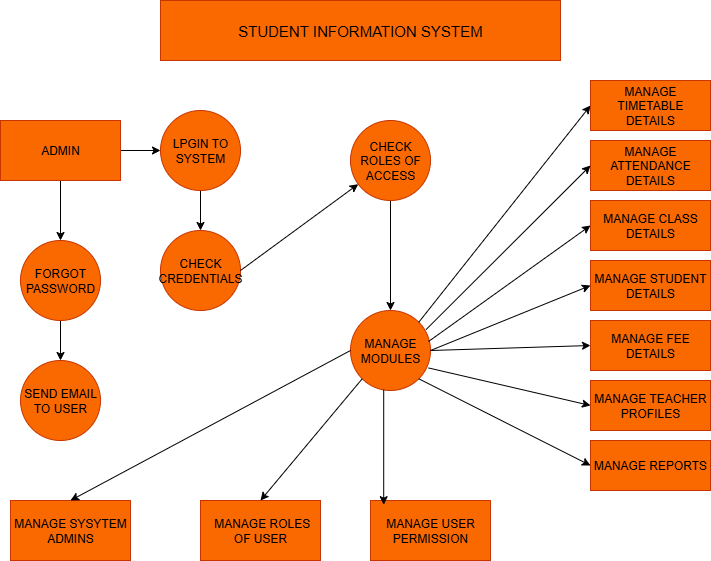 STUDENT INFORMATION SYSTEM
ADMIN
LPGIN TO
SYSTEM
CHECK
ROLES OF
ACCESS
MANAGE
TIMETABLE
DETAILS
MANAGE
ATTENDANCE
DETAILS
MANAGE CLASS
DETAILS
FORGOT
PASSWORD
CHECK
CREDENTIALS
MANAGE STUDENT
DETAILS
MANAGE
MODULES
MANAGE FEE
DETAILS
SEND EMAIL
TO USER
MANAGE TEACHER
PROFILES
MANAGE REPORTS
MANAGE SYSYTEM
ADMINS
MANAGE ROLES
OF USER
MANAGE USER
PERMISSION